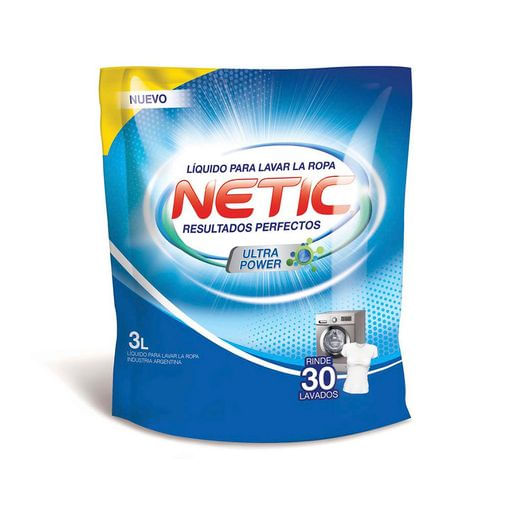 NUEVO
LÍQUIDO PARA LAVAR LA ROPA
NETIC
RESULTADOS PERFECTOS
ULTRA
POWER
3L
LÍQUIDO PARA LAVAR LA ROPA
INDUSTRIA ARGENTINA
RINDE
30
LAVADOS